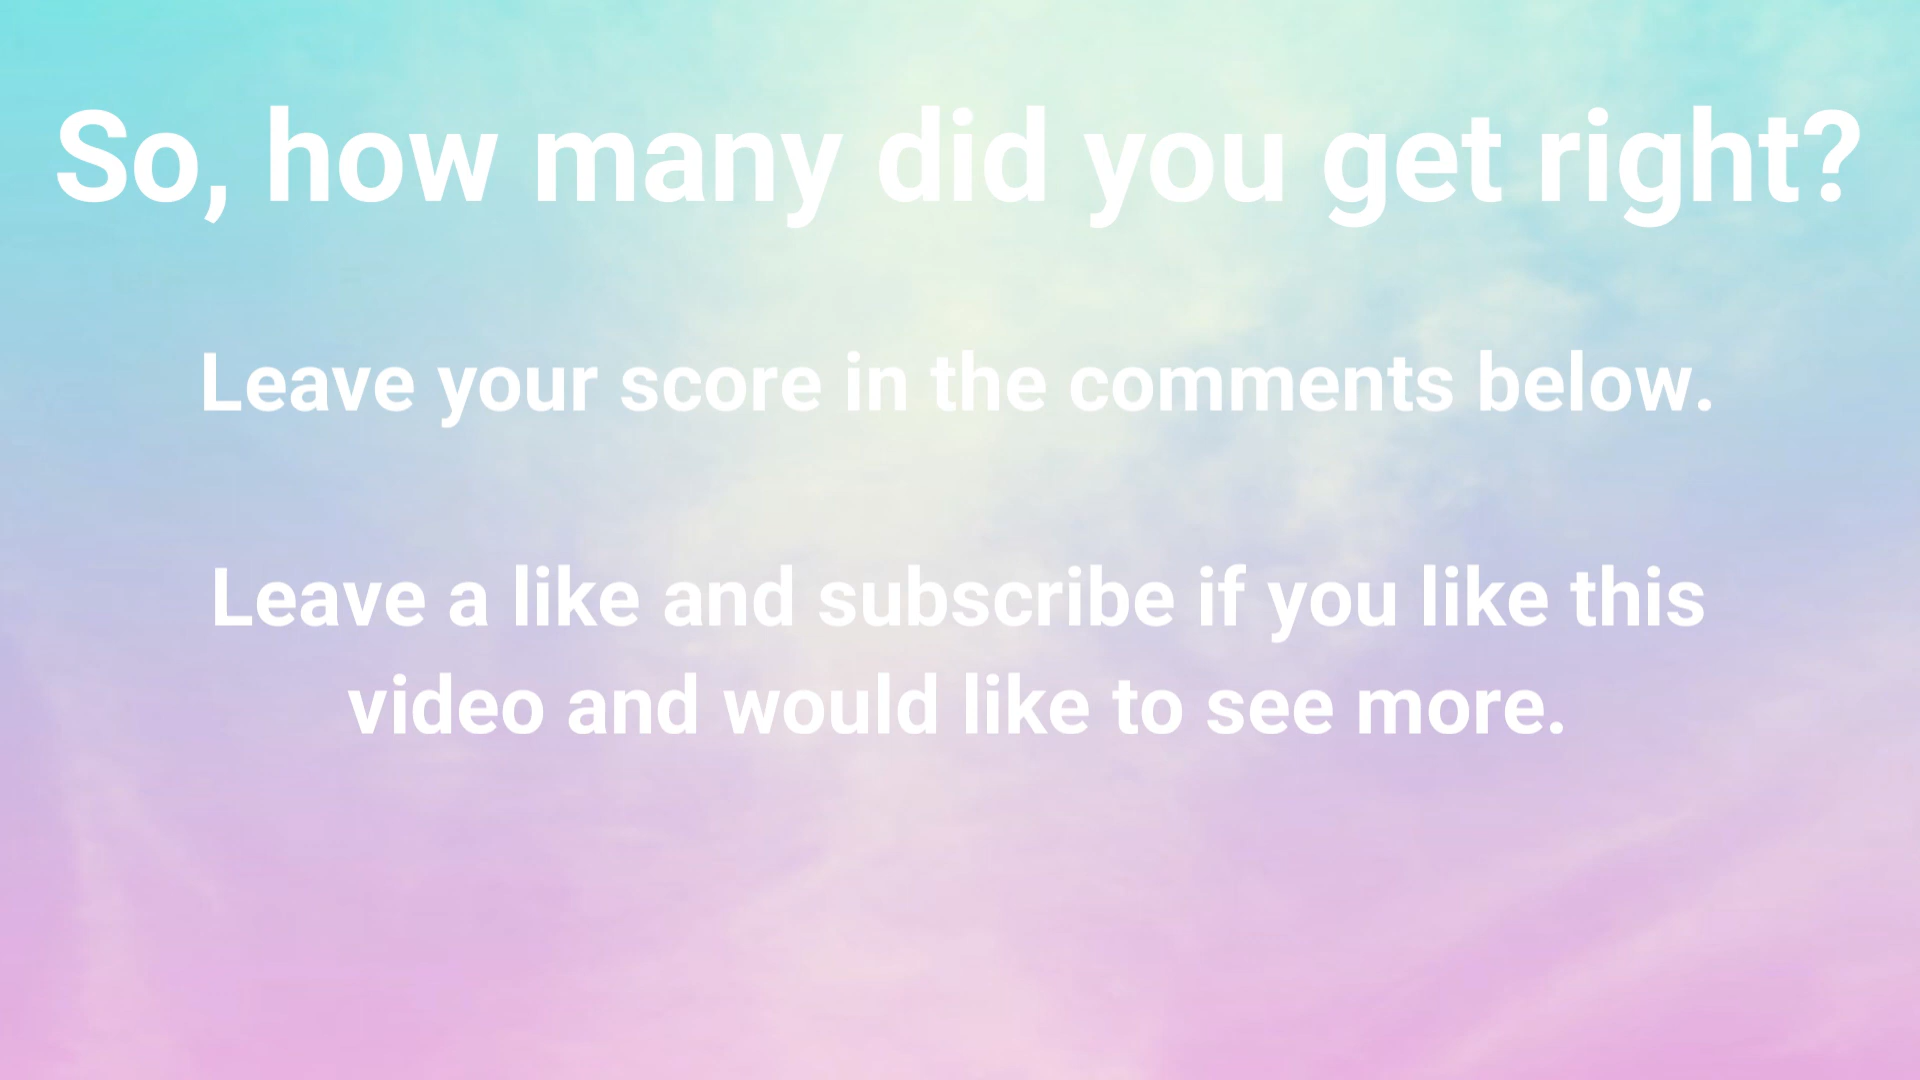 So, how many did you get right?
Leave your score in the comments below.
Leave a like and subscribe if you like this
video and would like to see more.